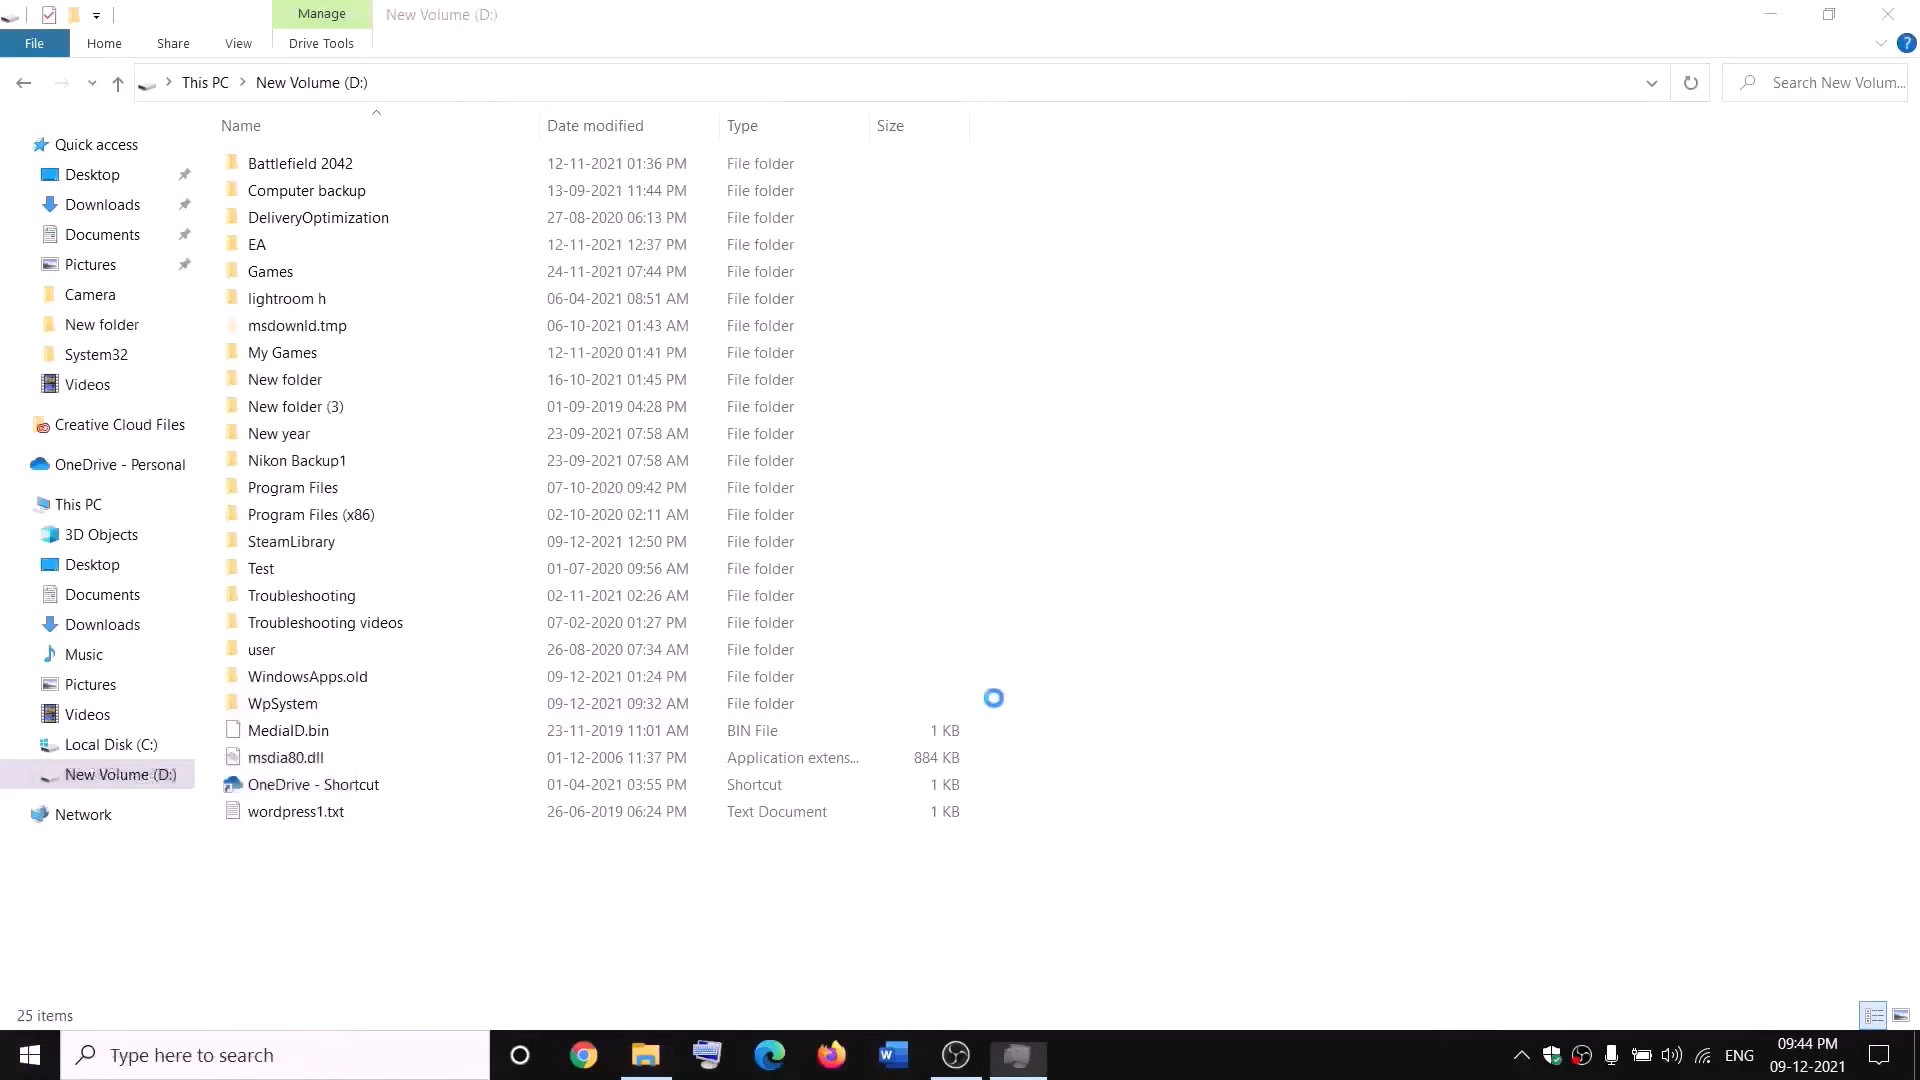 Manage New Volume (D:)
File Home Share View Drive Tools
This PC New Volume (D:) Search New Volum...
Name Date modified Type Size
Quick access
Desktop
Downloads
Documents
Pictures
Camera
New folder
System32
Videos
Creative Cloud Files
OneDrive - Personal
This PC
3D Objects
Desktop
Documents
Downloads
Music
Pictures
Videos
Local Disk (C:)
New Volume (D:)
Network
Battlefield 2042 12-11-2021 01:36 PM File folder
Computer backup 13-09-2021 11:44 PM File folder
DeliveryOptimization 27-08-2020 06:13 PM File folder
EA 12-11-2021 12:37 PM File folder
Games 24-11-2021 07:44 PM File folder
lightroom h 06-04-2021 08:51 AM File folder
msdownld.tmp 06-10-2021 01:43 AM File folder
My Games 12-11-2020 01:41 PM File folder
New folder 16-10-2021 01:45 PM File folder
New folder (3) 01-09-2019 04:28 PM File folder
New year 23-09-2021 07:58 AM File folder
Nikon Backup1 23-09-2021 07:58 AM File folder
Program Files 07-10-2020 09:42 PM File folder
Program Files (x86) 02-10-2020 02:11 AM File folder
SteamLibrary 09-12-2021 12:50 PM File folder
Test 01-07-2020 09:56 AM File folder
Troubleshooting 02-11-2021 02:26 AM File folder
Troubleshooting videos 07-02-2020 01:27 PM File folder
user 26-08-2020 07:34 AM File folder
WindowsApps.old 09-12-2021 01:24 PM File folder
WpSystem 09-12-2021 09:32 AM File folder
MediaID.bin 23-11-2019 11:01 AM BIN File 1 KB
msdia80.dll 01-12-2006 11:37 PM Application extens... 884 KB
OneDrive - Shortcut 01-04-2021 03:55 PM Shortcut 1 KB
wordpress1.txt 26-06-2019 06:24 PM Text Document 1 KB
25 items
Type here to search
ENG
09:44 PM
09-12-2021